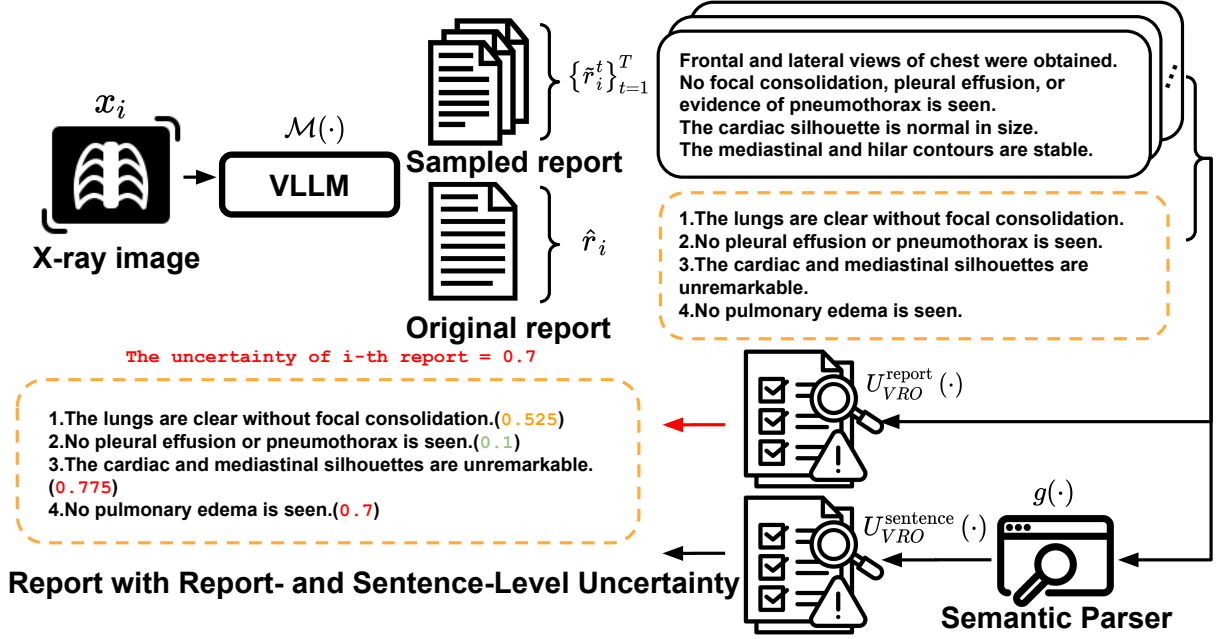 x_i
X-ray image
M(·)
VLLM
Sampled report
{r̃_i^t}_{t=1}^T
Original report
r̂_i
Frontal and lateral views of chest were obtained.
No focal consolidation, pleural effusion, or
evidence of pneumothorax is seen.
The cardiac silhouette is normal in size.
The mediastinal and hilar contours are stable.
...
1.The lungs are clear without focal consolidation.
2.No pleural effusion or pneumothorax is seen.
3.The cardiac and mediastinal silhouettes are
unremarkable.
4.No pulmonary edema is seen.
The uncertainty of i-th report = 0.7
1.The lungs are clear without focal consolidation.(0.525)
2.No pleural effusion or pneumothorax is seen.(0.1)
3.The cardiac and mediastinal silhouettes are unremarkable.
(0.775)
4.No pulmonary edema is seen.(0.7)
Report with Report- and Sentence-Level Uncertainty
U_{VRO}^{report}(·)
U_{VRO}^{sentence}(·)
g(·)
Semantic Parser